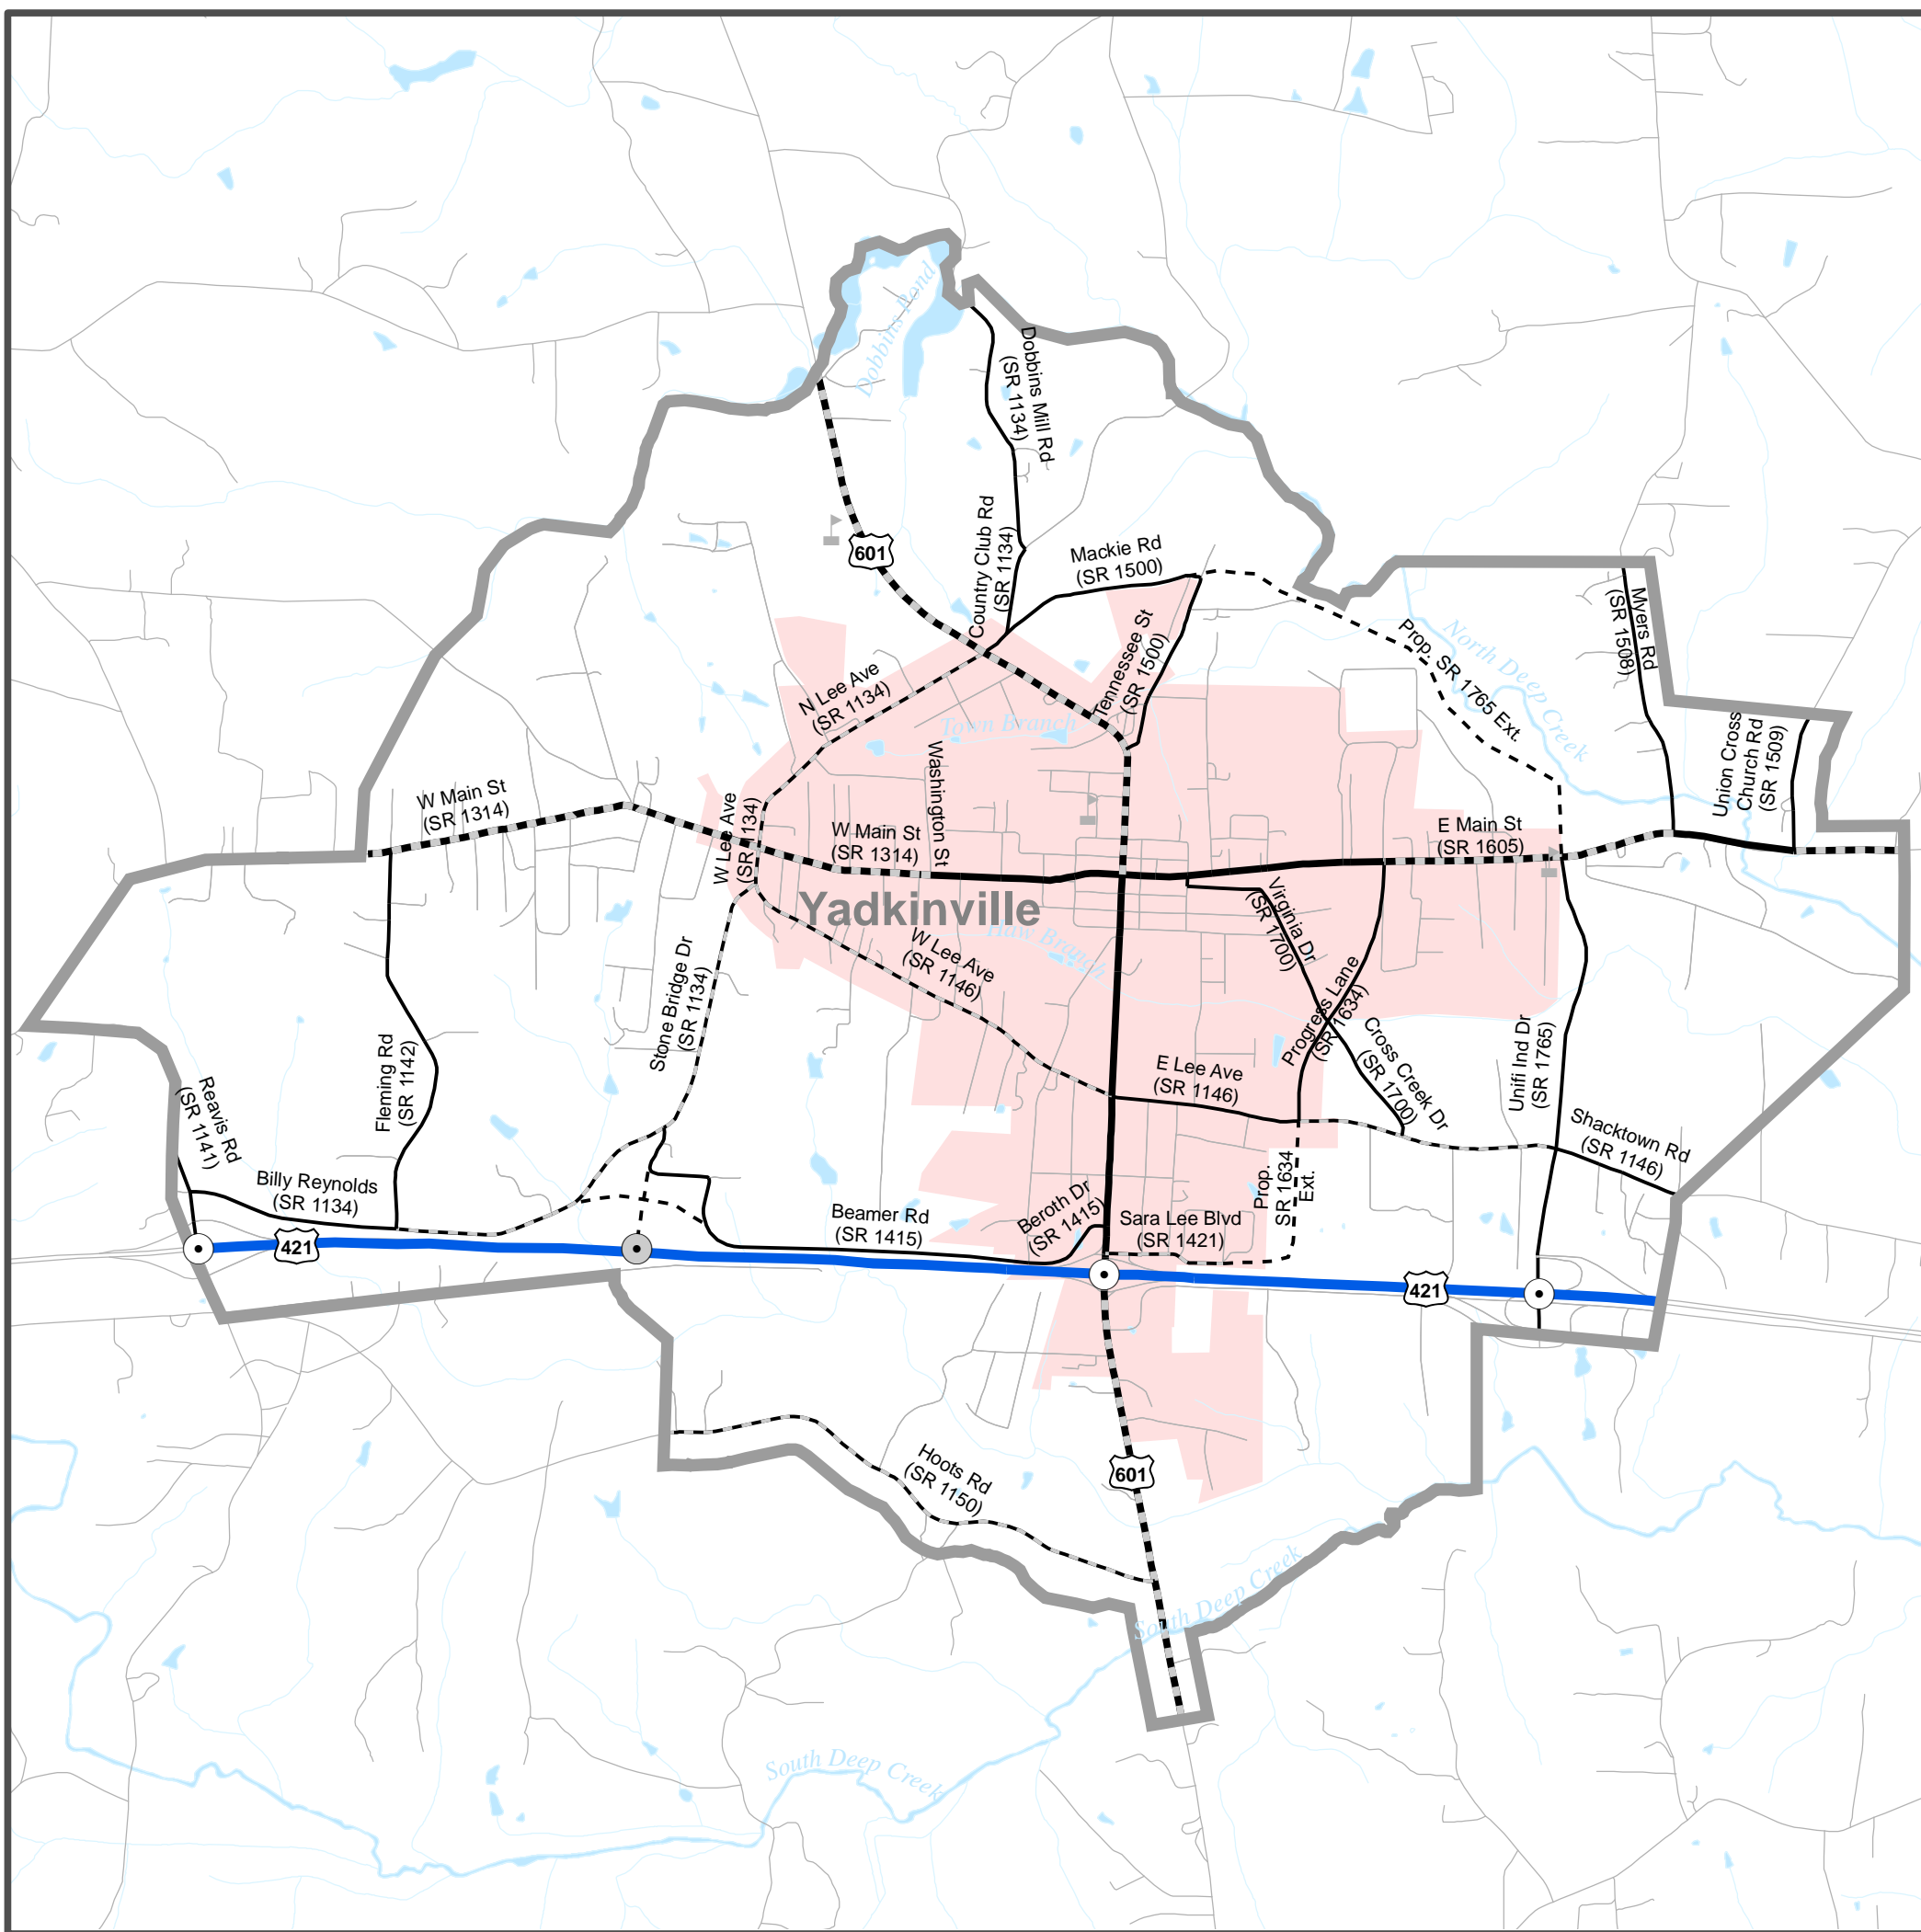 Dobbins Pond
Dobbins Mill Rd
(SR 1134)
601
Country Club Rd
(SR 1134)
Mackie Rd
(SR 1500)
Tennessee St
(SR 1500)
Prop. SR 1765 Ext.
North Deep Creek
Myers Rd
(SR 1508)
Union Cross
Church Rd
(SR 1509)
N Lee Ave
(SR 1134)
Town Branch
Washington St
W Main St
(SR 1314)
W Lee Ave
(SR 1134)
W Main St
(SR 1314)
E Main St
(SR 1605)
Yadkinville
Haw Branch
Virginia Dr
(SR 1700)
W Lee Ave
(SR 1146)
Stone Bridge Dr
(SR 1134)
Progress Lane
(SR 1634)
Cross Creek Dr
(SR 1700)
Unifi Ind Dr
(SR 1765)
Fleming Rd
(SR 1142)
Reavis Rd
(SR 1141)
E Lee Ave
(SR 1146)
Shacktown Rd
(SR 1146)
Billy Reynolds
(SR 1134)
Beamer Rd
(SR 1415)
Beroth Dr
(SR 1415)
Sara Lee Blvd
(SR 1421)
Prop.
SR 1634
Ext.
421
421
601
Hoots Rd
(SR 1150)
South Deep Creek
South Deep Creek